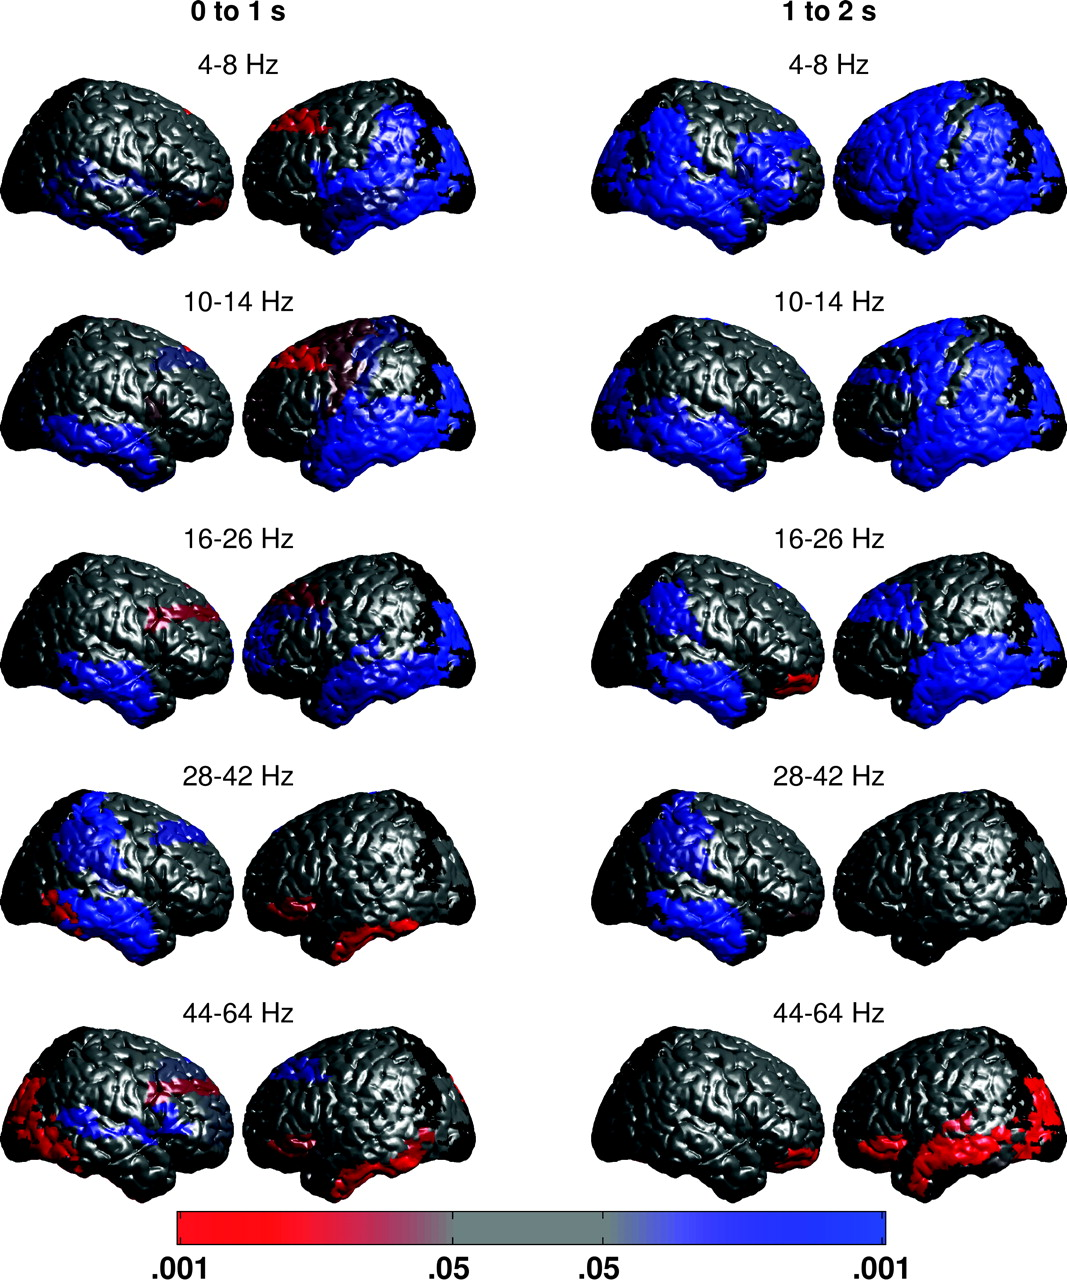 0 to 1 s 1 to 2 s
4-8 Hz 4-8 Hz
10-14 Hz 10-14 Hz
16-26 Hz 16-26 Hz
28-42 Hz 28-42 Hz
44-64 Hz 44-64 Hz
.001 .05 .05 .001